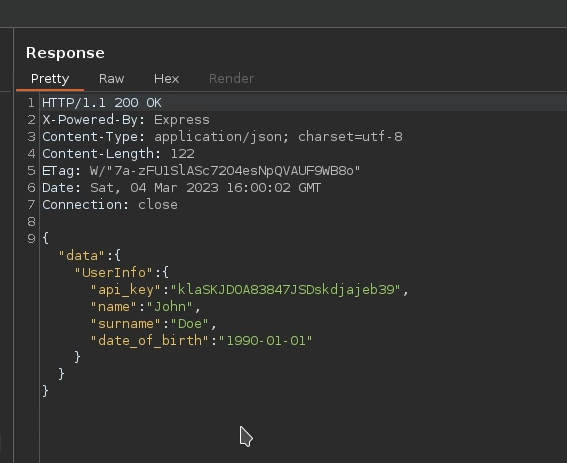 Response
Pretty Raw Hex Render
1 HTTP/1.1 200 OK
2 X-Powered-By: Express
3 Content-Type: application/json; charset=utf-8
4 Content-Length: 122
5 ETag: W/"7a-zFU1SlASc72O4esNpQVAUF9WB8o"
6 Date: Sat, 04 Mar 2023 16:00:02 GMT
7 Connection: close
8
9 {
"data":{
"UserInfo":{
"api_key":"klaSKJDOA83847JSDskdjajeb39",
"name":"John",
"surname":"Doe",
"date_of_birth":"1990-01-01"
}
}
}